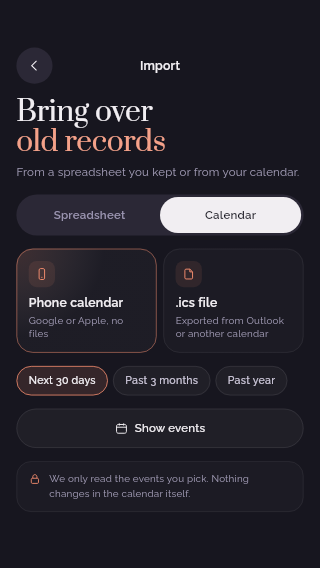 Import
Bring over
old records
From a spreadsheet you kept or from your calendar.
Spreadsheet
Calendar
Phone calendar
Google or Apple, no
files
.ics file
Exported from Outlook
or another calendar
Next 30 days
Past 3 months
Past year
Show events
We only read the events you pick. Nothing
changes in the calendar itself.